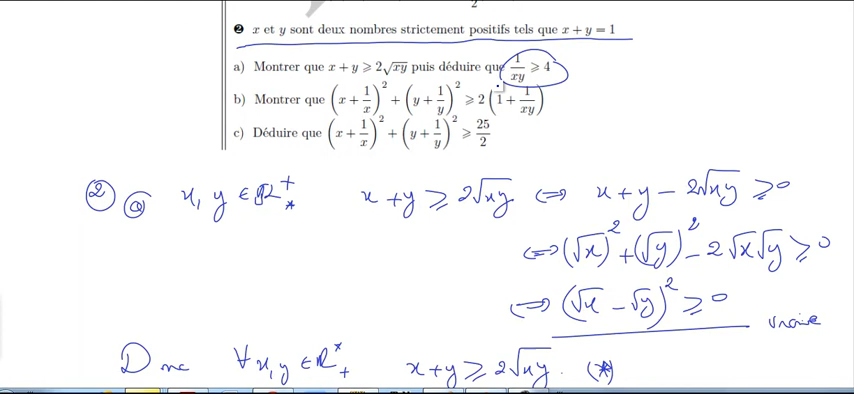 2
❷ x et y sont deux nombres strictement positifs tels que x + y = 1
a) Montrer que x + y ⩾ 2√xy puis déduire que 1/xy ⩾ 4
b) Montrer que (x + 1/x)² + (y + 1/y)² ⩾ 2(1 + 1/xy)
c) Déduire que (x + 1/x)² + (y + 1/y)² ⩾ 25/2
② ⓐ x, y ∈ ℝ⁺* x + y ⩾ 2√xy ⇔ x + y − 2√xy ⩾ 0
⇔ (√x)² + (√y)² − 2√x√y ⩾ 0
⇔ (√x − √y)² ⩾ 0 vraie
Donc ∀ x, y ∈ ℝ*₊ x + y ⩾ 2√xy. (*)